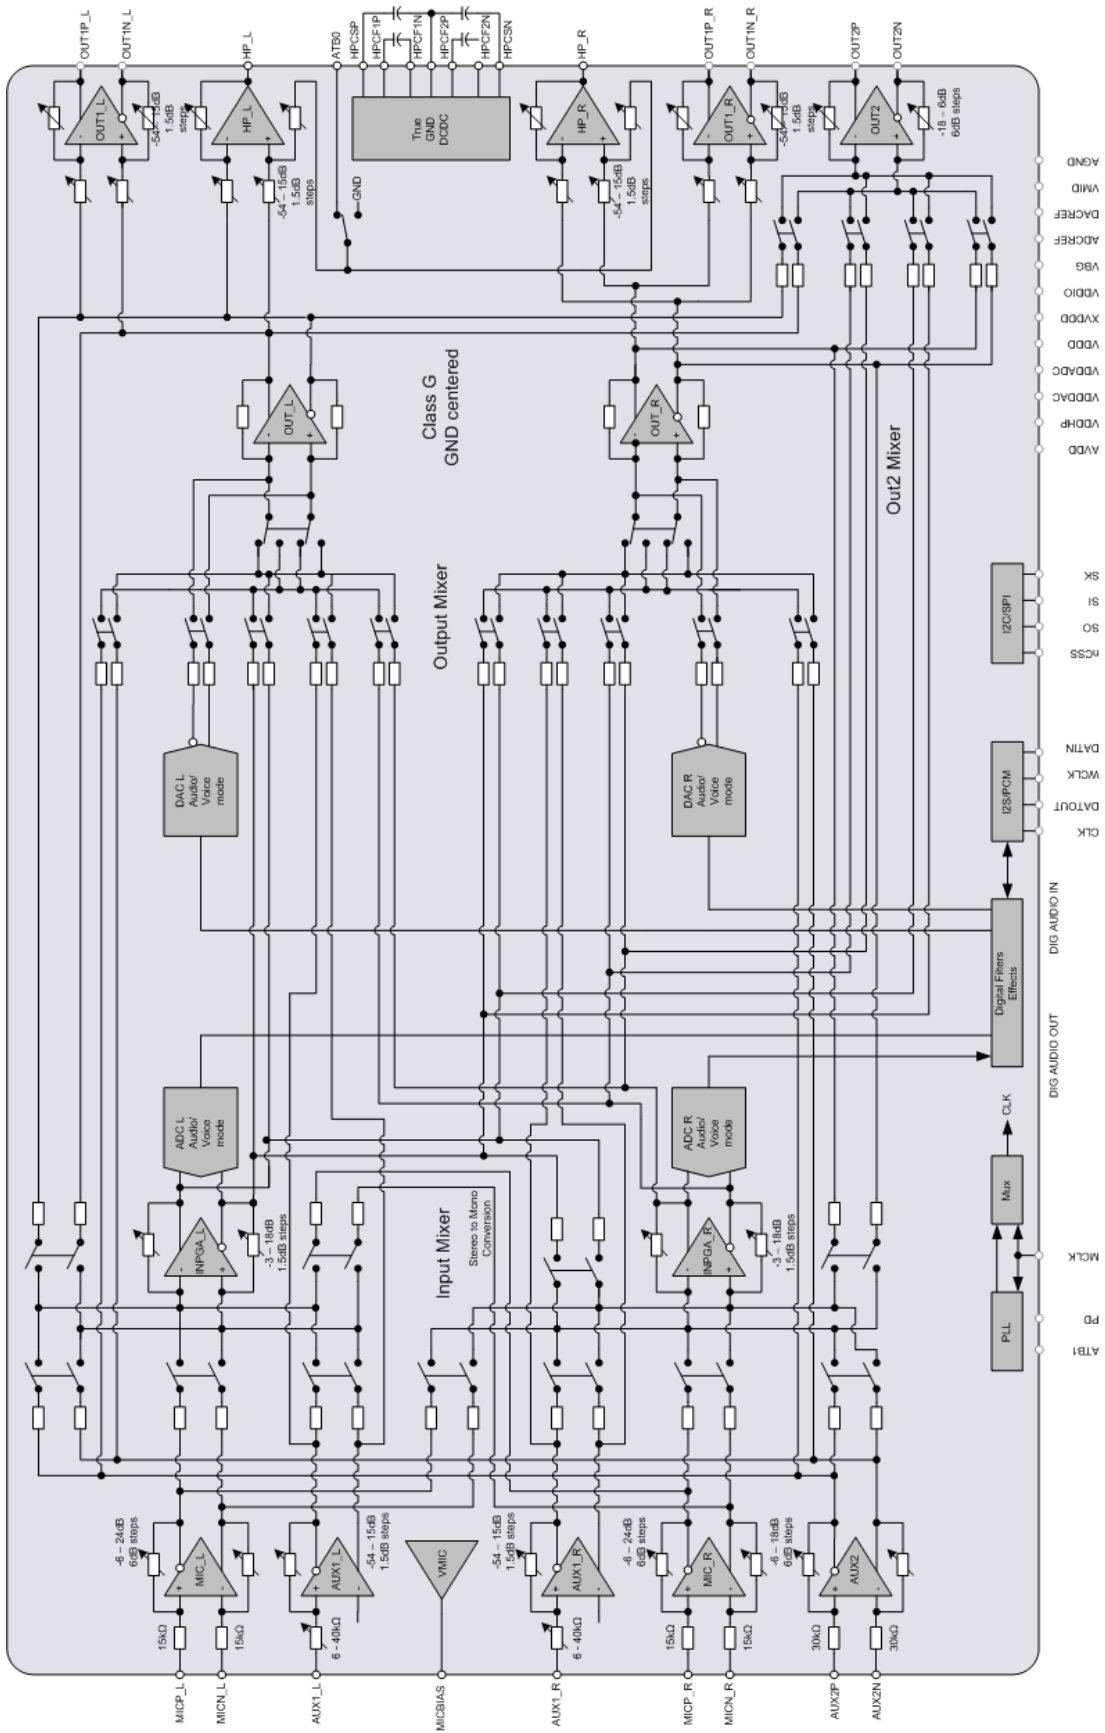 OUT1P_L
OUT1N_L
HP_L
ATB0
HPCSP
HPCF1P
HPCF1N
HPCF2P
HPCF2N
HPCSN
HP_R
OUT1P_R
OUT1N_R
OUT2P
OUT2N
OUT1_L
-54 – 15dB
1.5dB
steps
HP_L
-54 – 15dB
1.5dB
steps
True
GND
DCDC
GND
HP_R
-54 – 15dB
1.5dB
steps
OUT1_R
-54 – 15dB
1.5dB
steps
OUT2
-18 – 6dB
6dB steps
AGND
VMID
DACREF
ADCREF
VBG
VDDIO
XVDDD
VDDD
VDDADC
VDDDAC
VDDHP
AVDD
OUT_L
Class G
GND centered
OUT_R
Out2 Mixer
Output Mixer
I2C/SPI
SK
SI
SO
nCSS
DAC L
Audio/
Voice
mode
DAC R
Audio/
Voice
mode
I2S/PCM
DATIN
WCLK
DATOUT
CLK
DIG AUDIO IN
Digital Filters
Effects
DIG AUDIO OUT
ADC L
Audio/
Voice
mode
ADC R
Audio/
Voice
mode
CLK
Mux
MCLK
PLL
PD
ATB1
INPGA_L
-3 – 18dB
1.5dB steps
Input Mixer
Stereo to Mono
Conversion
INPGA_R
-3 – 18dB
1.5dB steps
-6 – 24dB
6dB steps
MIC_L
15kΩ
15kΩ
AUX1_L
-54 – 15dB
1.5dB steps
6 - 40kΩ
VMIC
-54 – 15dB
1.5dB steps
AUX1_R
6 - 40kΩ
-6 – 24dB
6dB steps
MIC_R
15kΩ
15kΩ
-6 – 18dB
6dB steps
AUX2
30kΩ
30kΩ
MICP_L
MICN_L
AUX1_L
MICBIAS
AUX1_R
MICP_R
MICN_R
AUX2P
AUX2N